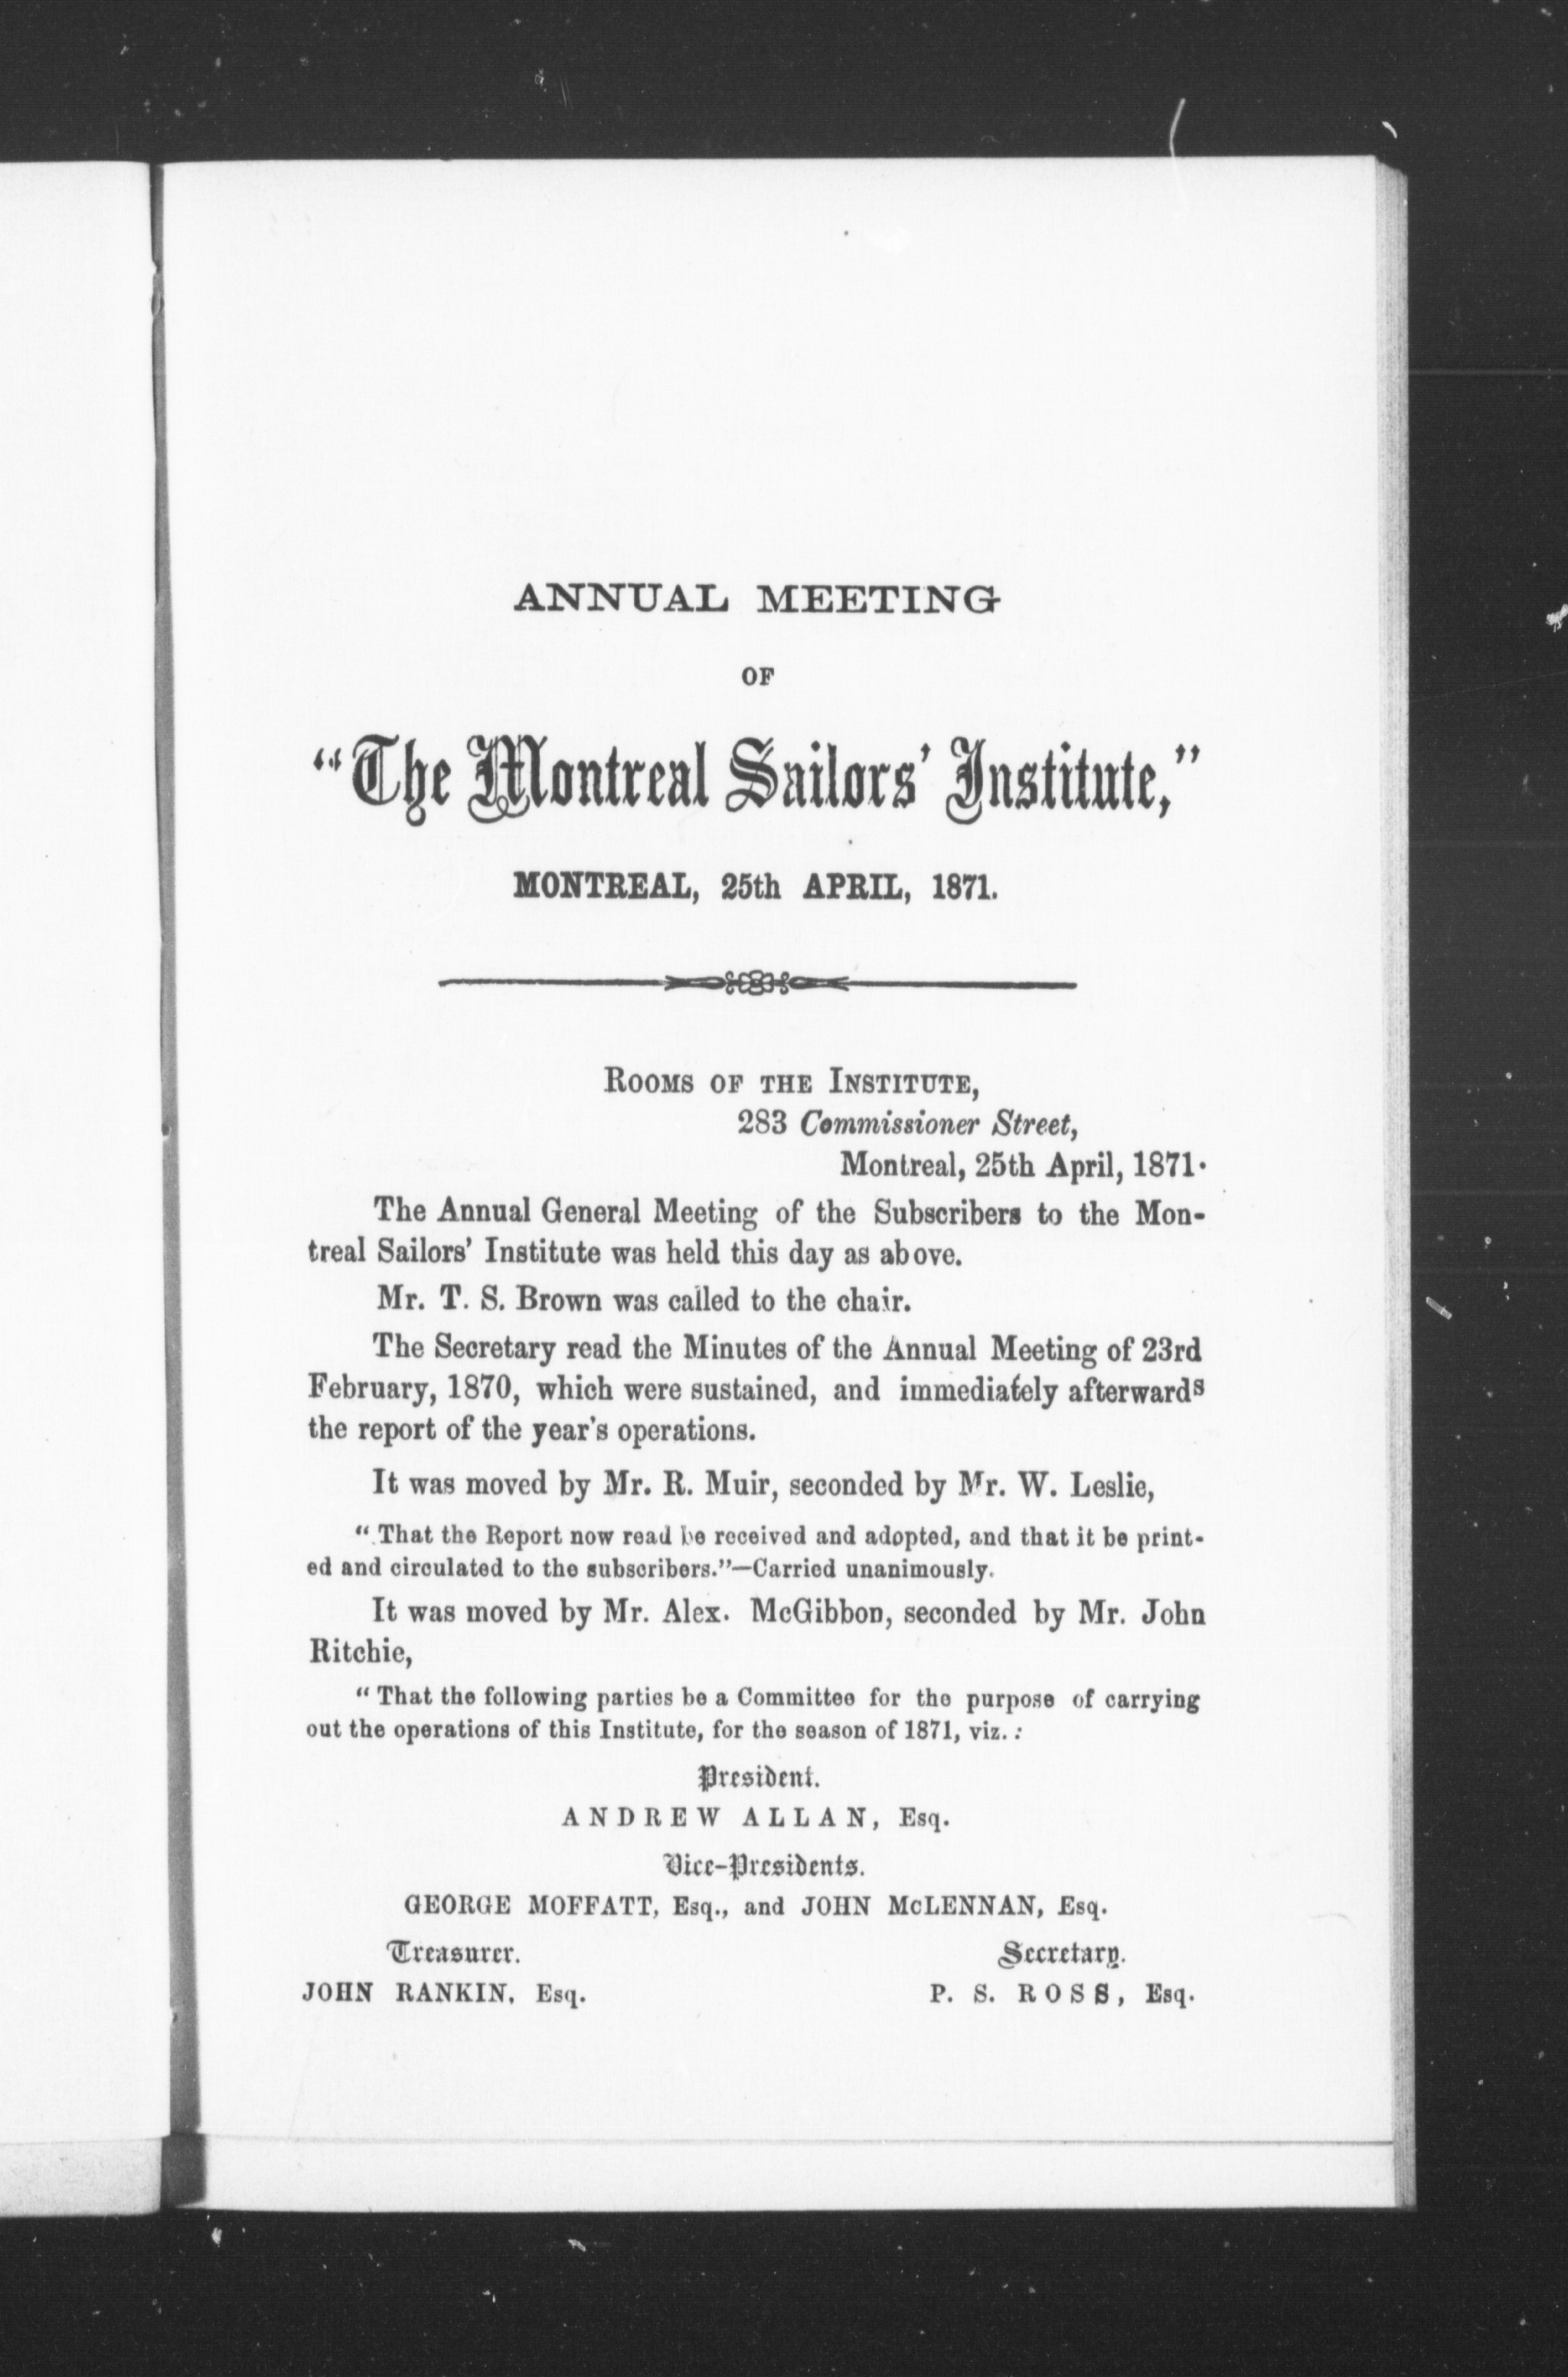 ANNUAL MEETING
OF
“The Montreal Sailors’ Institute,”
MONTREAL, 25th APRIL, 1871.
ROOMS OF THE INSTITUTE,
283 Commissioner Street,
Montreal, 25th April, 1871.
The Annual General Meeting of the Subscribers to the Mon-
treal Sailors’ Institute was held this day as above.
Mr. T. S. Brown was called to the chair.
The Secretary read the Minutes of the Annual Meeting of 23rd
February, 1870, which were sustained, and immediately afterwards
the report of the year’s operations.
It was moved by Mr. R. Muir, seconded by Mr. W. Leslie,
“ That the Report now read be received and adopted, and that it be print-
ed and circulated to the subscribers.”—Carried unanimously.
It was moved by Mr. Alex. McGibbon, seconded by Mr. John
Ritchie,
“ That the following parties be a Committee for the purpose of carrying
out the operations of this Institute, for the season of 1871, viz. :
President.
ANDREW ALLAN, Esq.
Vice-Presidents.
GEORGE MOFFATT, Esq., and JOHN McLENNAN, Esq.
Treasurer. Secretary.
JOHN RANKIN, Esq. P. S. ROSS, Esq.